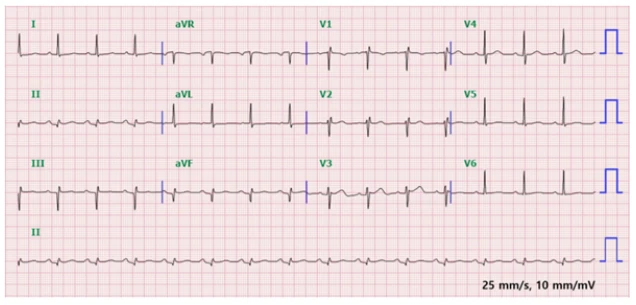 I aVR V1 V4
II aVL V2 V5
III aVF V3 V6
II
25 mm/s, 10 mm/mV